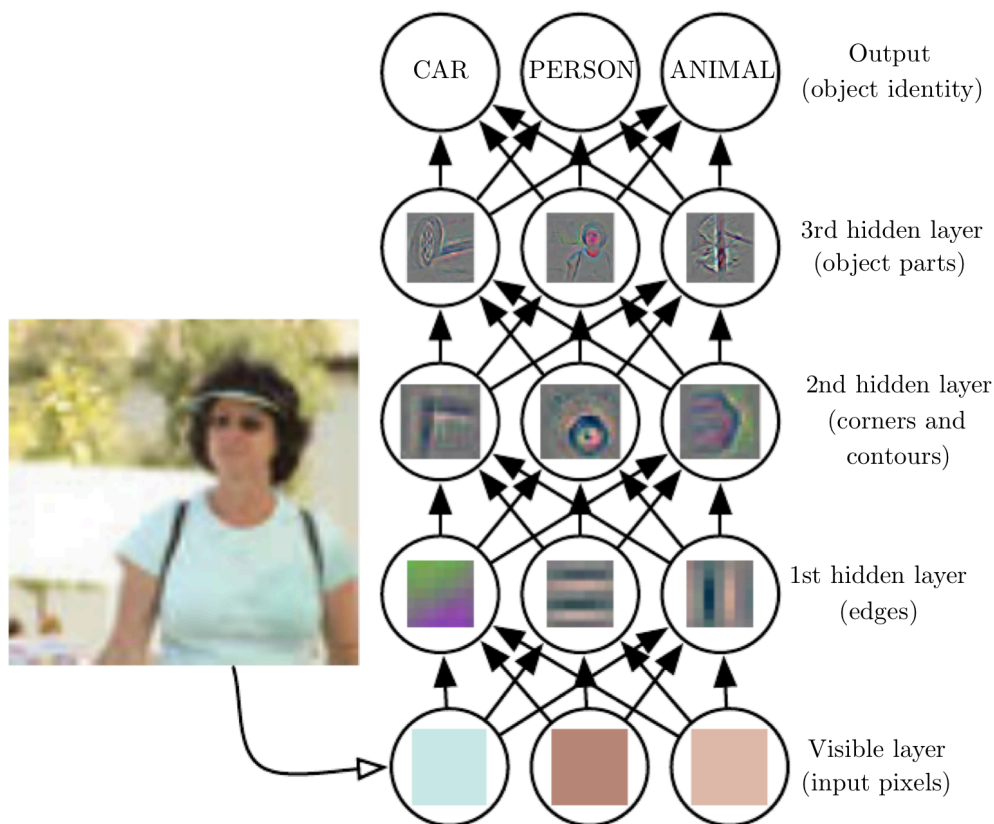 CAR
PERSON
ANIMAL
Output
(object identity)
3rd hidden layer
(object parts)
2nd hidden layer
(corners and
contours)
1st hidden layer
(edges)
Visible layer
(input pixels)